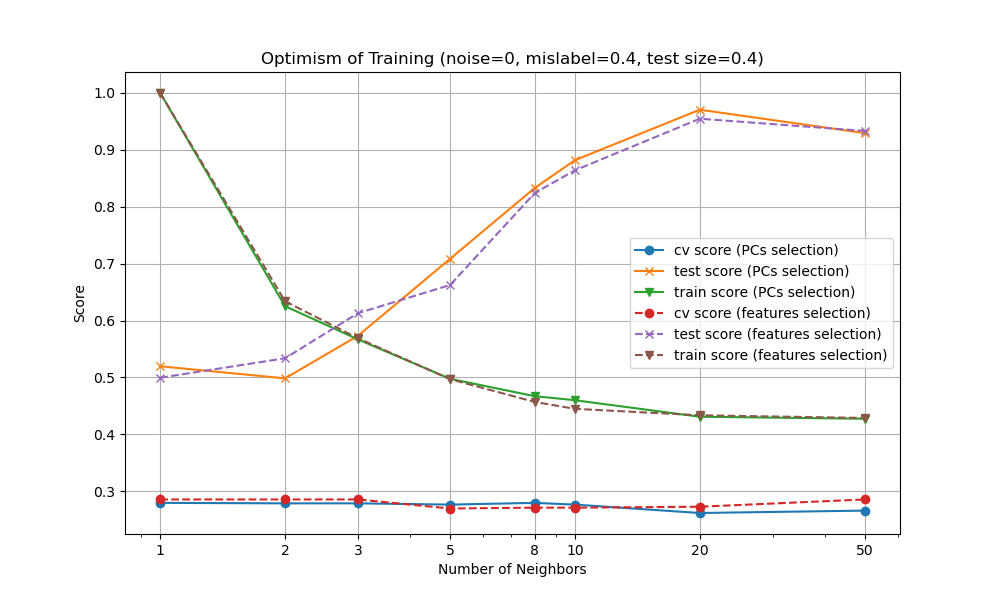 Optimism of Training (noise=0, mislabel=0.4, test size=0.4)
1.0
0.9
0.8
0.7
0.6
0.5
0.4
0.3
Score
cv score (PCs selection)
test score (PCs selection)
train score (PCs selection)
cv score (features selection)
test score (features selection)
train score (features selection)
1 2 3 5 8 10 20 50
Number of Neighbors